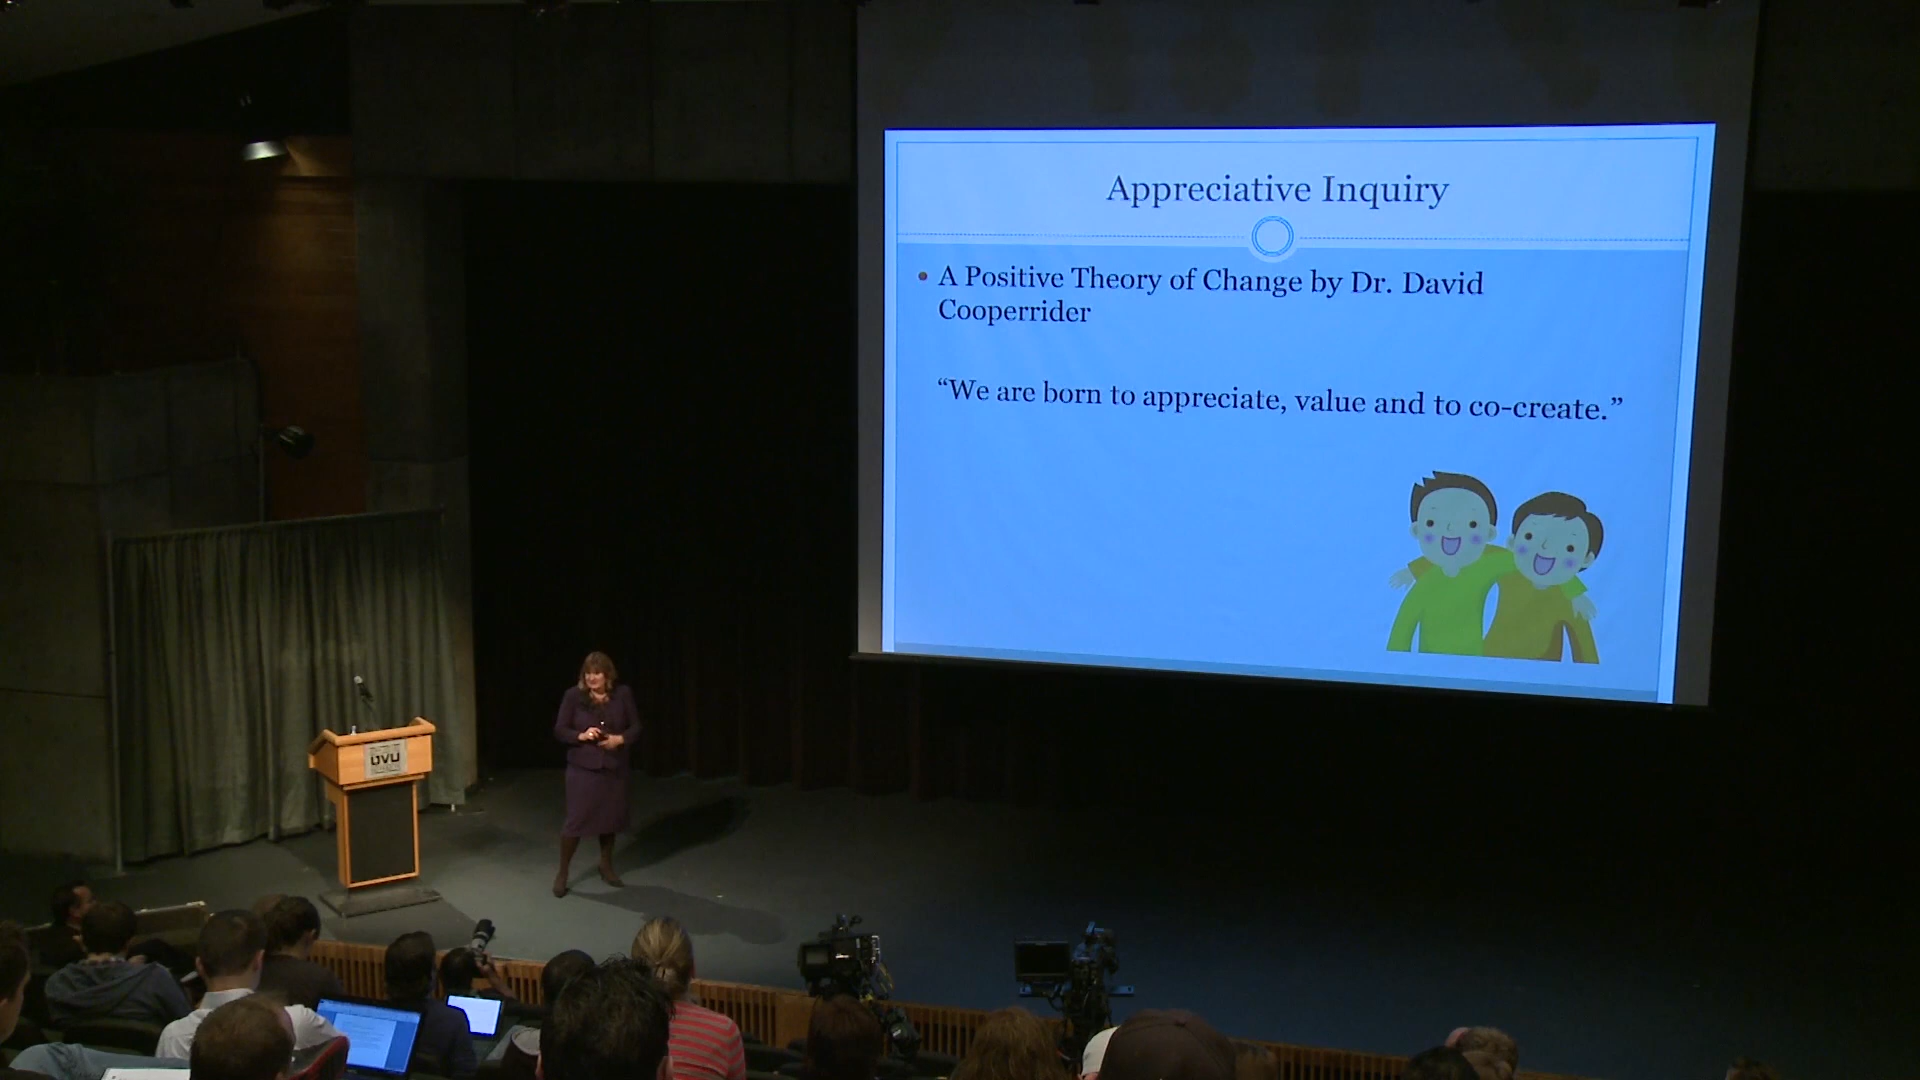 Appreciative Inquiry
• A Positive Theory of Change by Dr. David
Cooperrider
“We are born to appreciate, value and to co-create.”
UVU